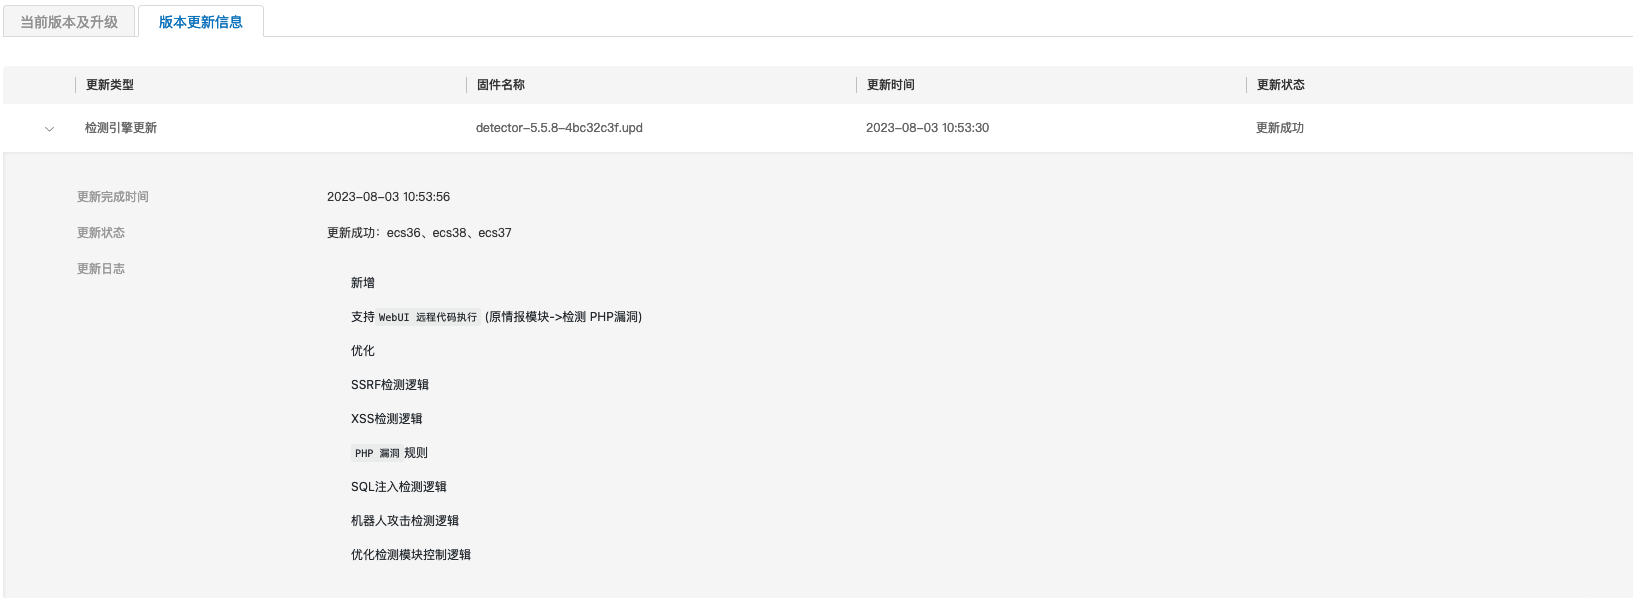 当前版本及升级 版本更新信息
更新类型 固件名称 更新时间 更新状态
检测引擎更新 detector-5.5.8-4bc32c3f.upd 2023-08-03 10:53:30 更新成功
更新完成时间 2023-08-03 10:53:56
更新状态 更新成功：ecs36、ecs38、ecs37
更新日志
新增
支持 WebUI 远程代码执行 (原情报模块->检测 PHP漏洞)
优化
SSRF检测逻辑
XSS检测逻辑
PHP 漏洞 规则
SQL注入检测逻辑
机器人攻击检测逻辑
优化检测模块控制逻辑